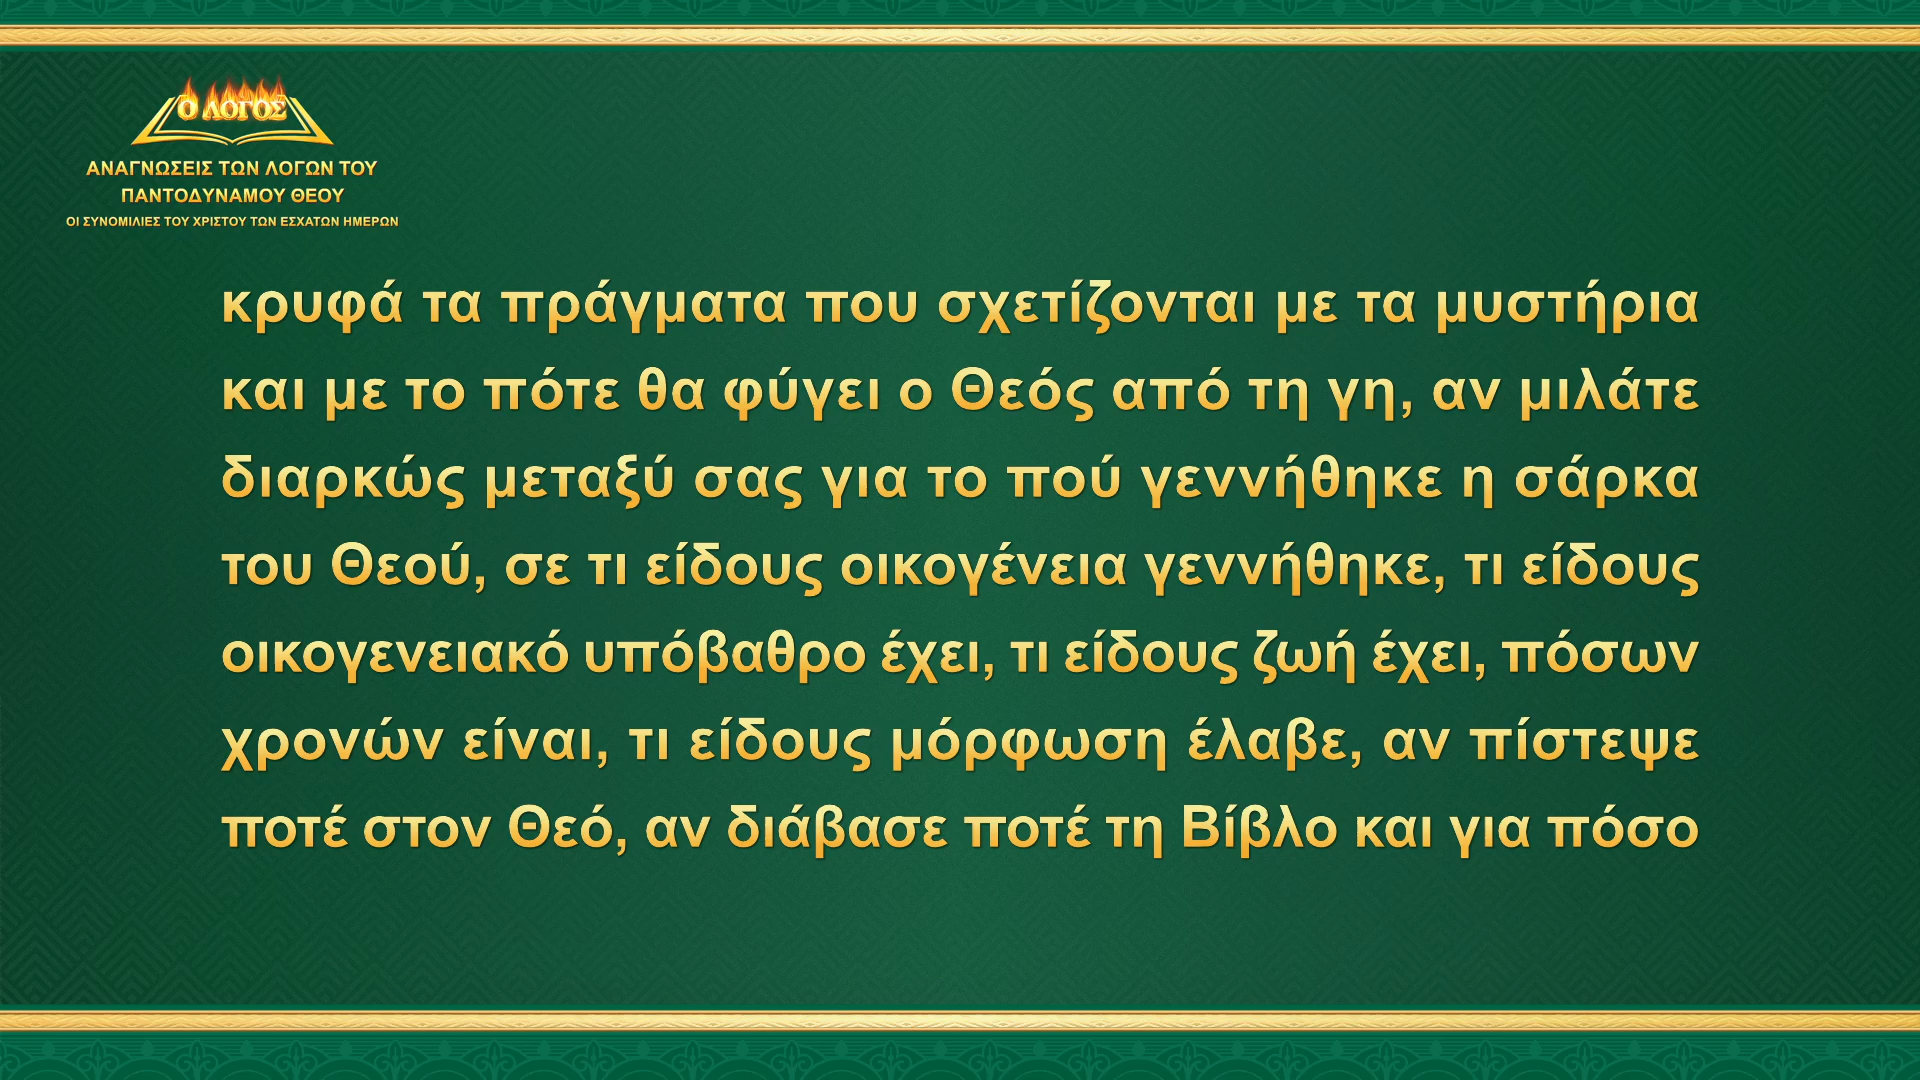 Ο ΛΟΓΟΣ
ΑΝΑΓΝΩΣΕΙΣ ΤΩΝ ΛΟΓΩΝ ΤΟΥ
ΠΑΝΤΟΔΥΝΑΜΟΥ ΘΕΟΥ
ΟΙ ΣΥΝΟΜΙΛΙΕΣ ΤΟΥ ΧΡΙΣΤΟΥ ΤΩΝ ΕΣΧΑΤΩΝ ΗΜΕΡΩΝ
κρυφά τα πράγματα που σχετίζονται με τα μυστήρια
και με το πότε θα φύγει ο Θεός από τη γη, αν μιλάτε
διαρκώς μεταξύ σας για το πού γεννήθηκε η σάρκα
του Θεού, σε τι είδους οικογένεια γεννήθηκε, τι είδους
οικογενειακό υπόβαθρο έχει, τι είδους ζωή έχει, πόσων
χρονών είναι, τι είδους μόρφωση έλαβε, αν πίστεψε
ποτέ στον Θεό, αν διάβασε ποτέ τη Βίβλο και για πόσο